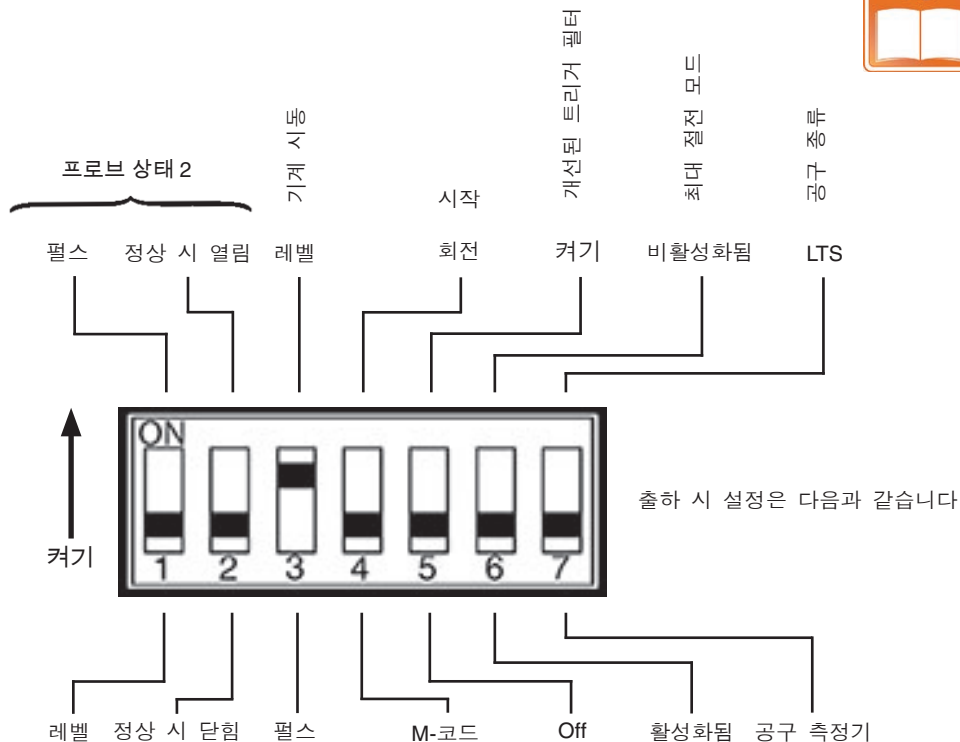 프로브 상태 2
기계 시동
시작
개선된 트리거 필터
최대 절전 모드
공구 종류
펄스
정상 시 열림
레벨
회전
켜기
비활성화됨
LTS
ON
켜기
1 2 3 4 5 6 7
출하 시 설정은 다음과 같습니다
레벨
정상 시 닫힘
펄스
M-코드
Off
활성화됨
공구 측정기